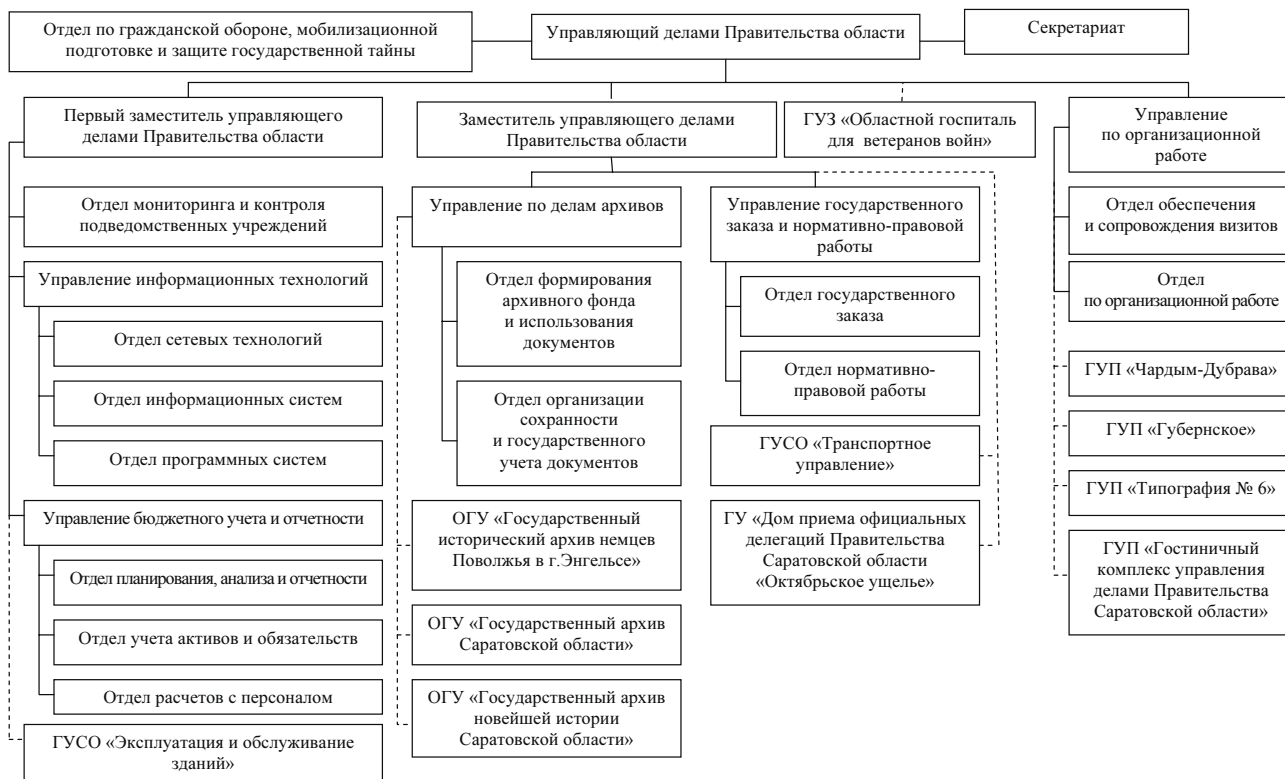 Отдел по гражданской обороне, мобилизационной
подготовке и защите государственной тайны
Управляющий делами Правительства области
Секретариат
Первый заместитель управляющего
делами Правительства области
Отдел мониторинга и контроля
подведомственных учреждений
Управление информационных технологий
Отдел сетевых технологий
Отдел информационных систем
Отдел программных систем
Управление бюджетного учета и отчетности
Отдел планирования, анализа и отчетности
Отдел учета активов и обязательств
Отдел расчетов с персоналом
ГУСО «Эксплуатация и обслуживание
зданий»
Заместитель управляющего делами
Правительства области
Управление по делам архивов
Отдел формирования
архивного фонда
и использования
документов
Отдел организации
сохранности
и государственного
учета документов
ОГУ «Государственный
исторический архив немцев
Поволжья в г.Энгельсе»
ОГУ «Государственный архив
Саратовской области»
ОГУ «Государственный архив
новейшей истории
Саратовской области»
Управление государственного
заказа и нормативно-правовой
работы
Отдел государственного
заказа
Отдел нормативно-
правовой работы
ГУСО «Транспортное
управление»
ГУ «Дом приема официальных
делегаций Правительства
Саратовской области
«Октябрьское ущелье»
ГУЗ «Областной госпиталь
для ветеранов войн»
Управление
по организационной
работе
Отдел обеспечения
и сопровождения визитов
Отдел
по организационной работе
ГУП «Чардым-Дубрава»
ГУП «Губернское»
ГУП «Типография № 6»
ГУП «Гостиничный
комплекс управления
делами Правительства
Саратовской области»